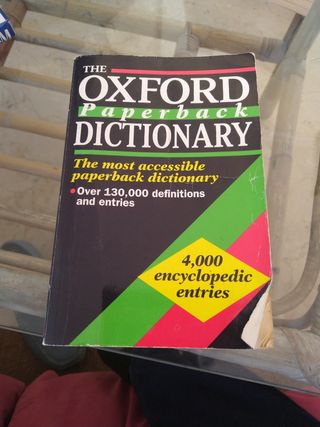 THE
OXFORD
Paperback
DICTIONARY
The most accessible
paperback dictionary
• Over 130,000 definitions
and entries
4,000
encyclopedic
entries